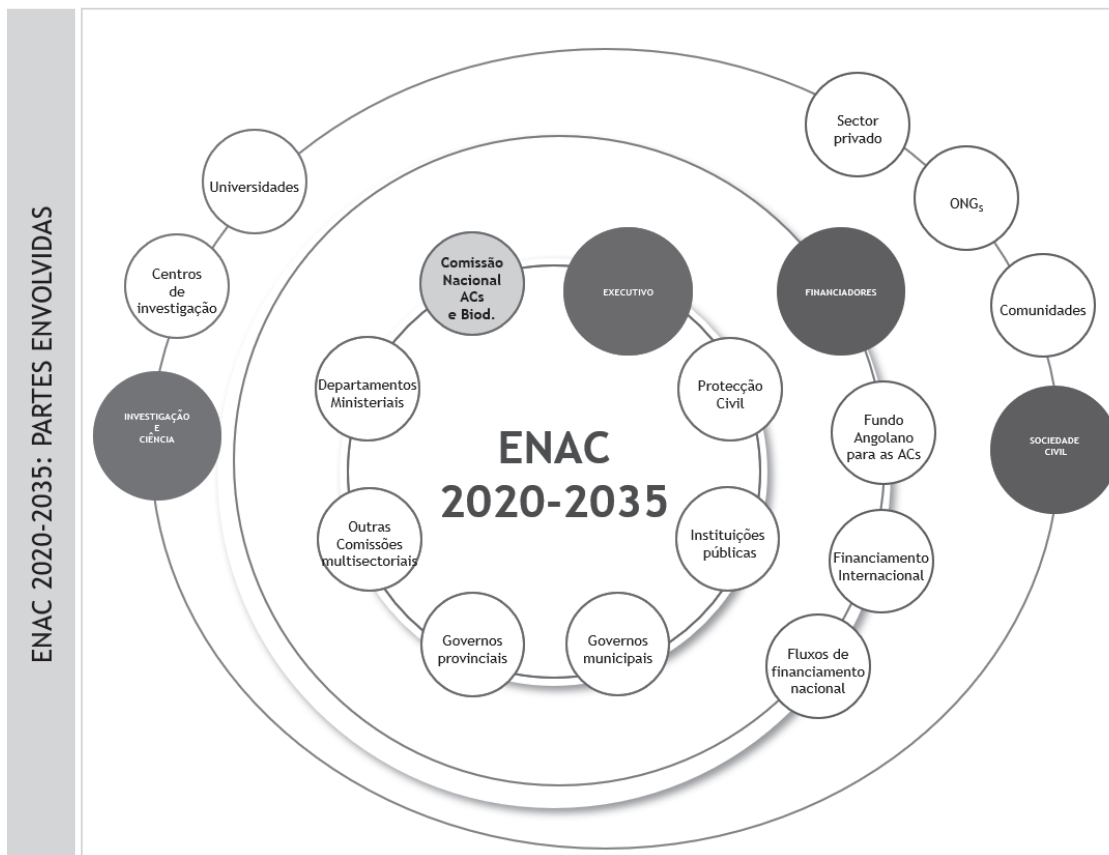 ENAC 2020-2035: PARTES ENVOLVIDAS
Sector
privado
Universidades
ONGs
Centros
de
investigação
Comissão
Nacional
ACs
e Biod.
EXECUTIVO
FINANCIADORES
Comunidades
Departamentos
Ministeriais
Protecção
Civil
INVESTIGAÇÃO
E
CIÊNCIA
Fundo
Angolano
para as ACs
SOCIEDADE
CIVIL
ENAC
2020-2035
Outras
Comissões
multisectoriais
Instituições
públicas
Financiamento
Internacional
Governos
provinciais
Governos
municipais
Fluxos de
financiamento
nacional